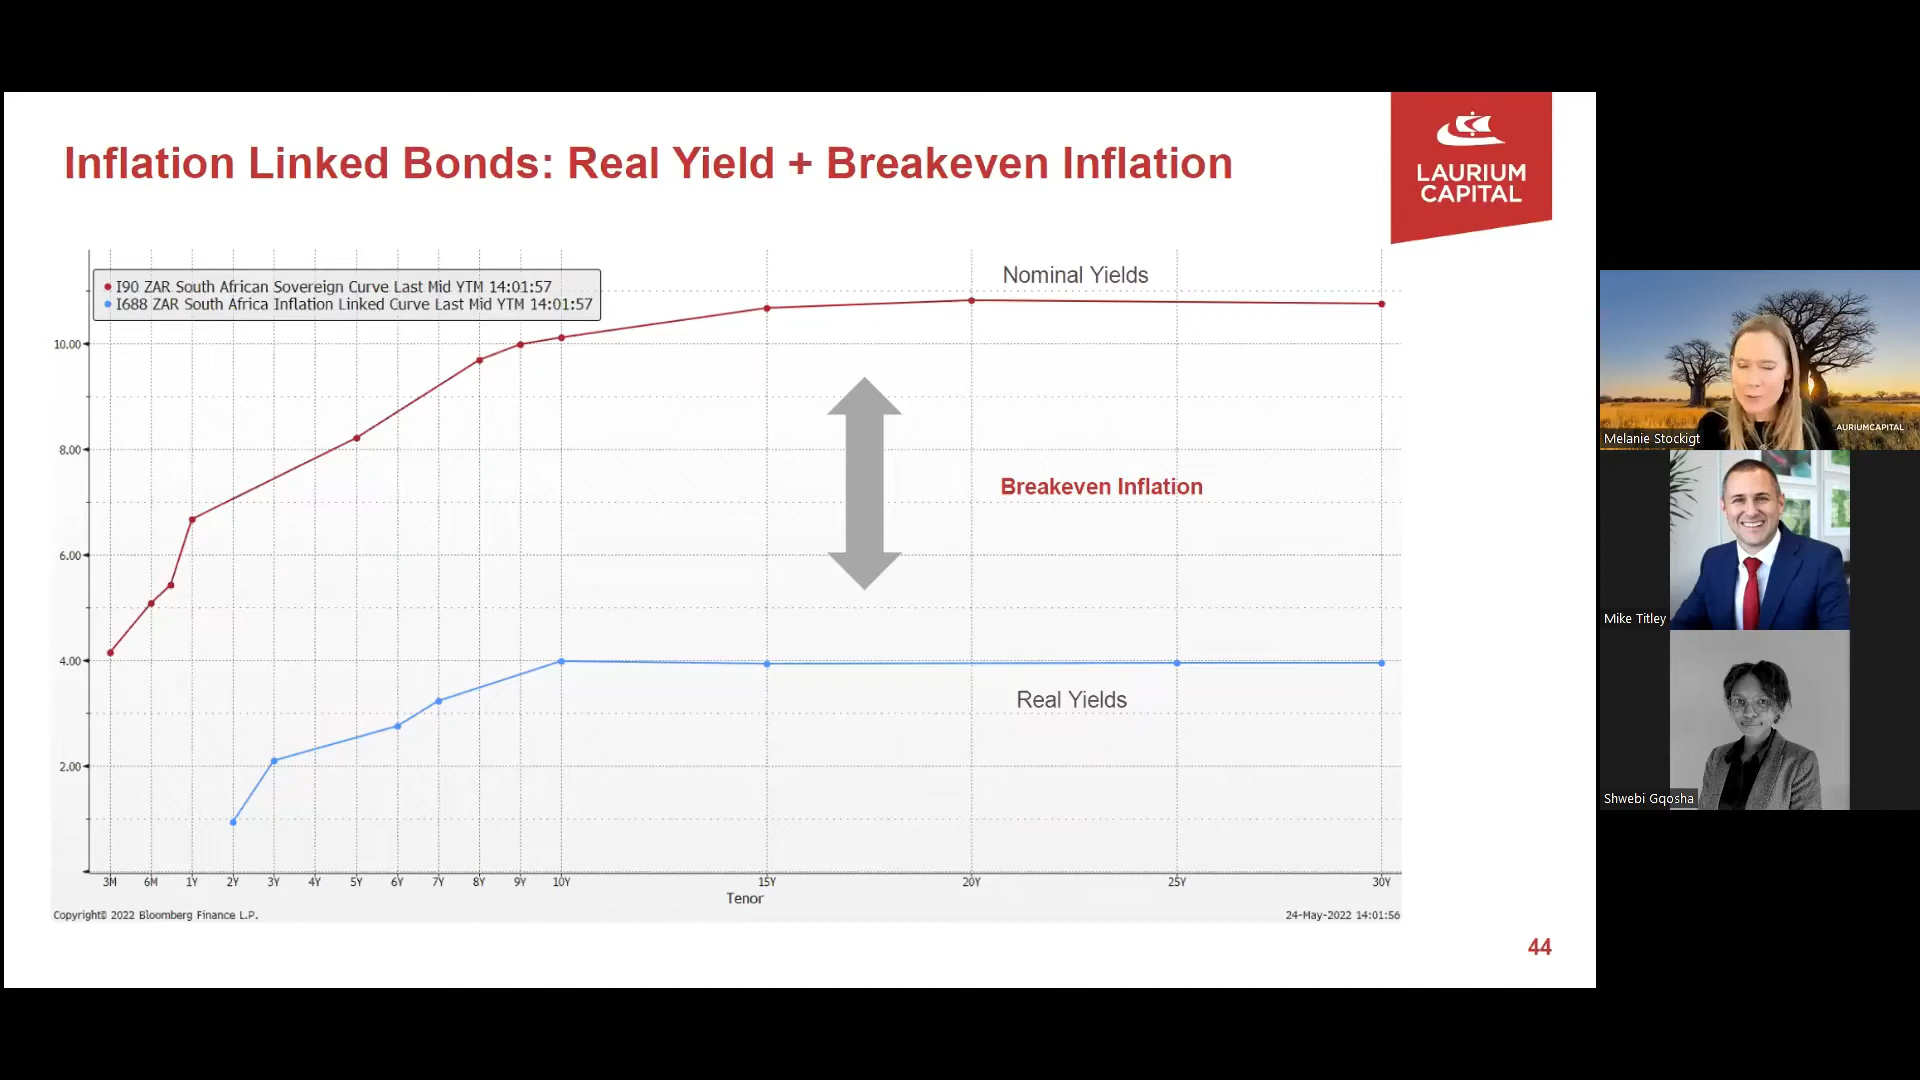 Inflation Linked Bonds: Real Yield + Breakeven Inflation
LAURIUM
CAPITAL
I90 ZAR South African Sovereign Curve Last Mid YTM 14:01:57
I688 ZAR South Africa Inflation Linked Curve Last Mid YTM 14:01:57
Nominal Yields
Breakeven Inflation
Real Yields
10.00
8.00
6.00
4.00
2.00
3M 6M 1Y 2Y 3Y 4Y 5Y 6Y 7Y 8Y 9Y 10Y 15Y 20Y 25Y 30Y
Tenor
Copyright© 2022 Bloomberg Finance L.P.
24-May-2022 14:01:56
44
AURIUMCAPITAL
Melanie Stockigt
Mike Titley
Shwebi Gqosha